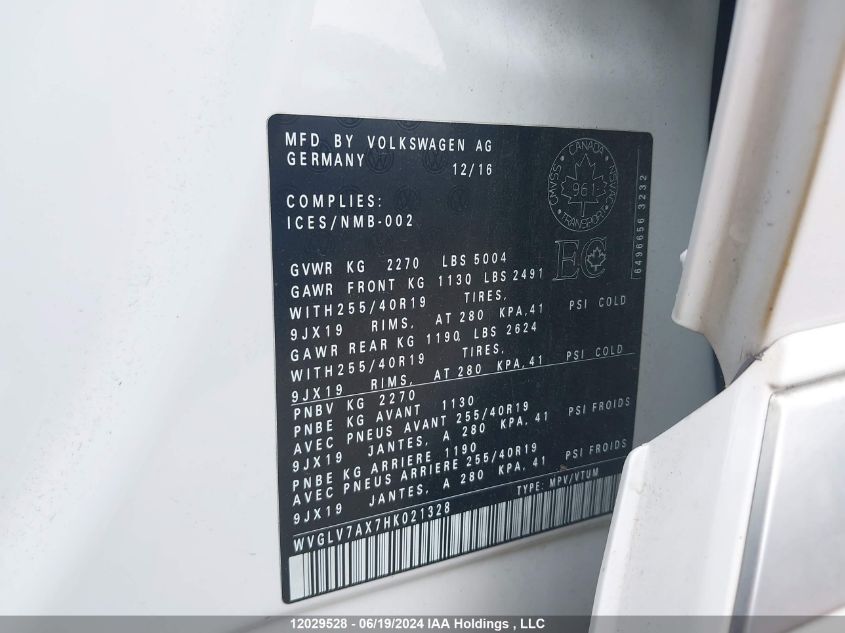 MFD BY VOLKSWAGEN AG
GERMANY 12/16
COMPLIES:
ICES/NMB-002
CANADA
CMVSS NSVAC
961
TRANSPORT
EC
6496656 3232
GVWR KG 2270 LBS 5004
GAWR FRONT KG 1130 LBS 2491
WITH255/40R19 TIRES,
9JX19 RIMS, AT 280 KPA,41 PSI COLD
GAWR REAR KG 1190 LBS 2624
WITH255/40R19 TIRES,
9JX19 RIMS, AT 280 KPA,41 PSI COLD
PNBV KG 2270
PNBE KG AVANT 1130
AVEC PNEUS AVANT 255/40R19
9JX19 JANTES, A 280 KPA, 41 PSI FROIDS
PNBE KG ARRIERE 1190
AVEC PNEUS ARRIERE 255/40R19
9JX19 JANTES, A 280 KPA, 41 PSI FROIDS
TYPE: MPV/VTUM
WVGLV7AX7HK021328
12029528 - 06/19/2024 IAA Holdings , LLC